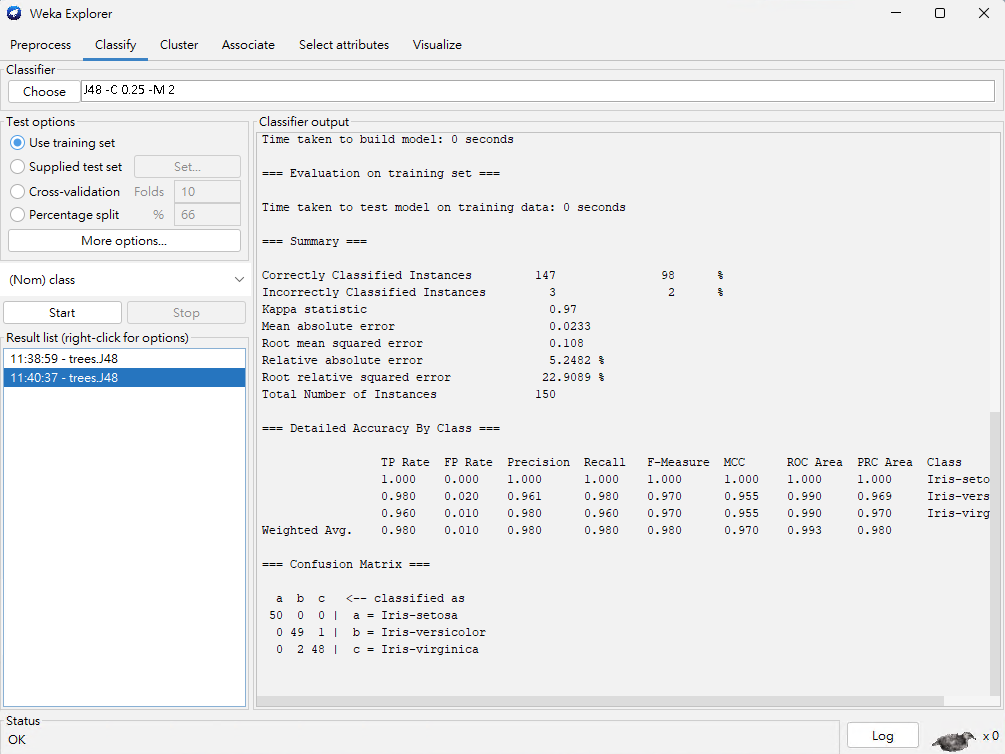 Weka Explorer
Preprocess Classify Cluster Associate Select attributes Visualize
Classifier
Choose J48 -C 0.25 -M 2
Test options
Use training set
Supplied test set Set...
Cross-validation Folds 10
Percentage split % 66
More options...
(Nom) class
Start Stop
Result list (right-click for options)
11:38:59 - trees.J48
11:40:37 - trees.J48
Classifier output
Time taken to build model: 0 seconds
=== Evaluation on training set ===
Time taken to test model on training data: 0 seconds
=== Summary ===
Correctly Classified Instances 147 98 %
Incorrectly Classified Instances 3 2 %
Kappa statistic 0.97
Mean absolute error 0.0233
Root mean squared error 0.108
Relative absolute error 5.2482 %
Root relative squared error 22.9089 %
Total Number of Instances 150
=== Detailed Accuracy By Class ===
TP Rate FP Rate Precision Recall F-Measure MCC ROC Area PRC Area Class
1.000 0.000 1.000 1.000 1.000 1.000 1.000 1.000 Iris-seto
0.980 0.020 0.961 0.980 0.970 0.955 0.990 0.969 Iris-vers
0.960 0.010 0.980 0.960 0.970 0.955 0.990 0.970 Iris-virg
Weighted Avg. 0.980 0.010 0.980 0.980 0.980 0.970 0.993 0.980
=== Confusion Matrix ===
a b c <-- classified as
50 0 0 | a = Iris-setosa
0 49 1 | b = Iris-versicolor
0 2 48 | c = Iris-virginica
Status
OK
Log x 0